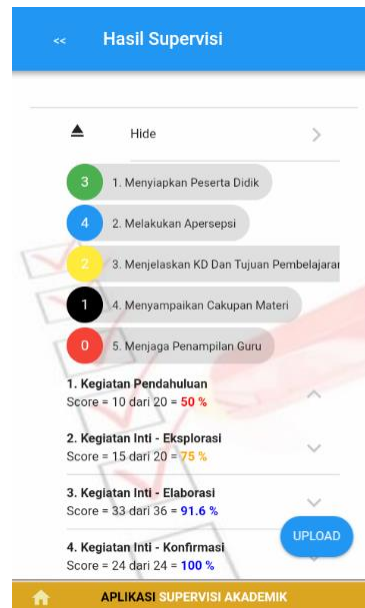 << Hasil Supervisi
Hide
3 1. Menyiapkan Peserta Didik
4 2. Melakukan Apersepsi
2 3. Menjelaskan KD Dan Tujuan Pembelajaran
1 4. Menyampaikan Cakupan Materi
0 5. Menjaga Penampilan Guru
1. Kegiatan Pendahuluan
Score = 10 dari 20 = 50 %
2. Kegiatan Inti - Eksplorasi
Score = 15 dari 20 = 75 %
3. Kegiatan Inti - Elaborasi
Score = 33 dari 36 = 91.6 %
UPLOAD
4. Kegiatan Inti - Konfirmasi
Score = 24 dari 24 = 100 %
APLIKASI SUPERVISI AKADEMIK